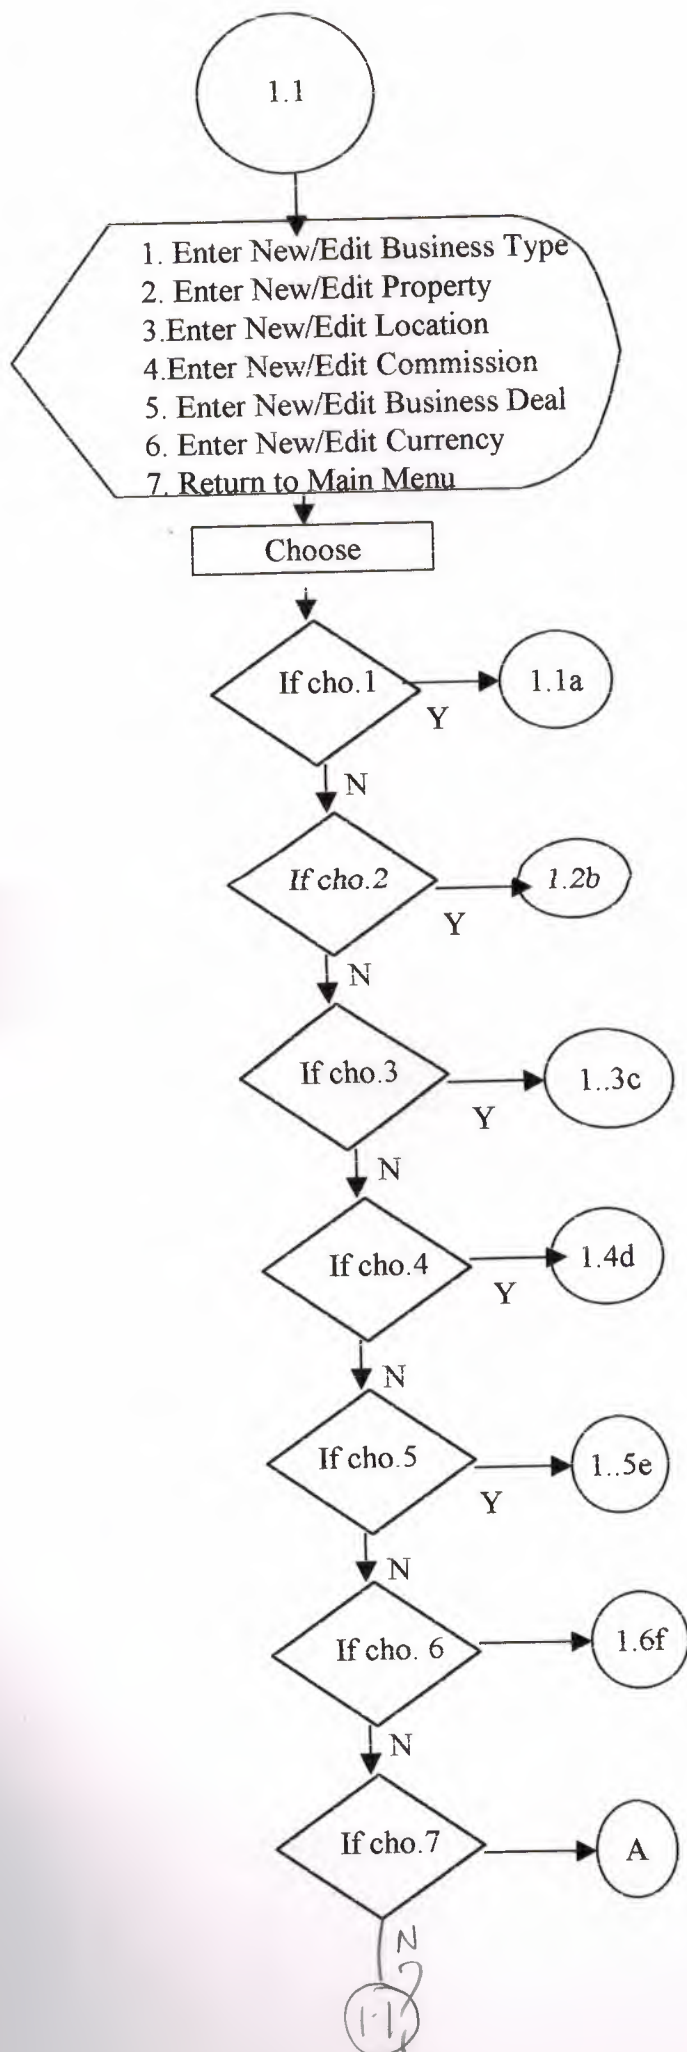 1.1
1. Enter New/Edit Business Type
2. Enter New/Edit Property
3.Enter New/Edit Location
4.Enter New/Edit Commission
5. Enter New/Edit Business Deal
6. Enter New/Edit Currency
7. Return to Main Menu
Choose
If cho.1
1.1a
Y
N
If cho.2
1.2b
Y
N
If cho.3
1..3c
Y
N
If cho.4
1.4d
Y
N
If cho.5
1..5e
Y
N
If cho. 6
1.6f
N
If cho.7
A
N
1.1